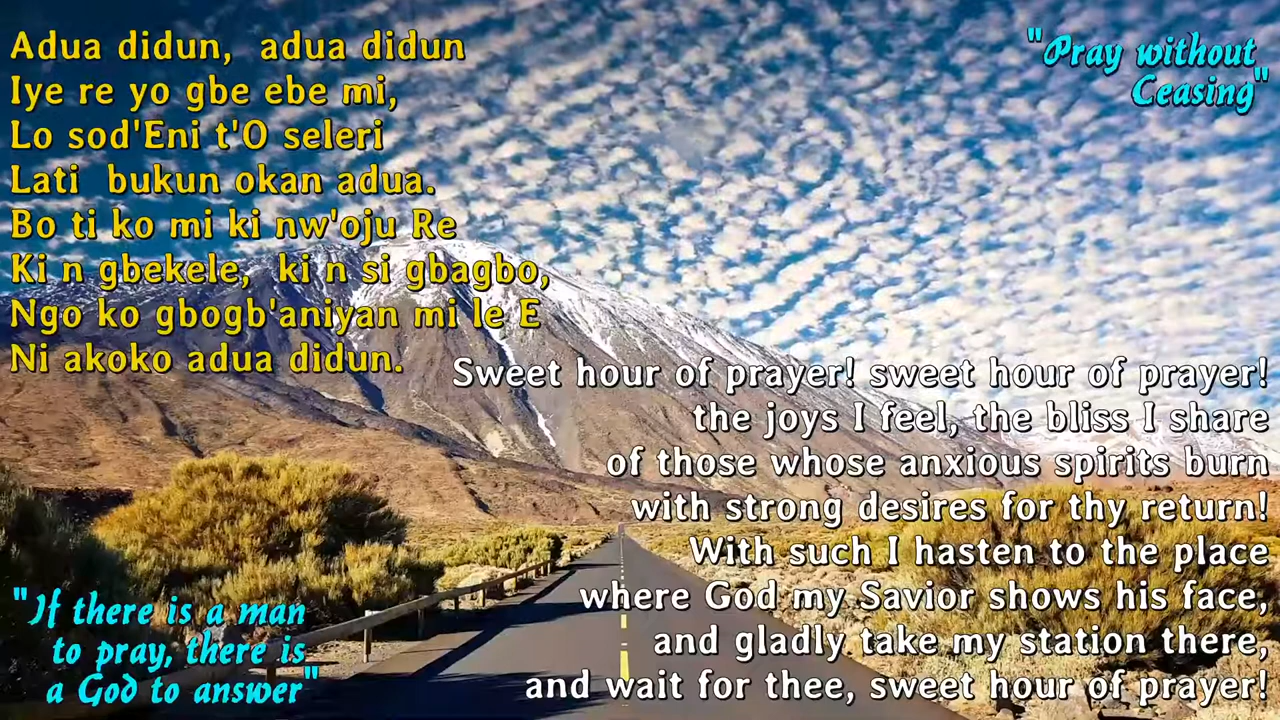 Adua didun, adua didun
Iye re yo gbe ebe mi,
Lo sod'Eni t'O seleri
Lati bukun okan adua.
Bo ti ko mi ki nw'oju Re
Ki n gbekele, ki n si gbagbo,
Ngo ko gbogb'aniyan mi le E
Ni akoko adua didun.
"Pray without
Ceasing"
Sweet hour of prayer! sweet hour of prayer!
the joys I feel, the bliss I share
of those whose anxious spirits burn
with strong desires for thy return!
With such I hasten to the place
where God my Savior shows his face,
and gladly take my station there,
and wait for thee, sweet hour of prayer!
"If there is a man
to pray, there is
a God to answer"